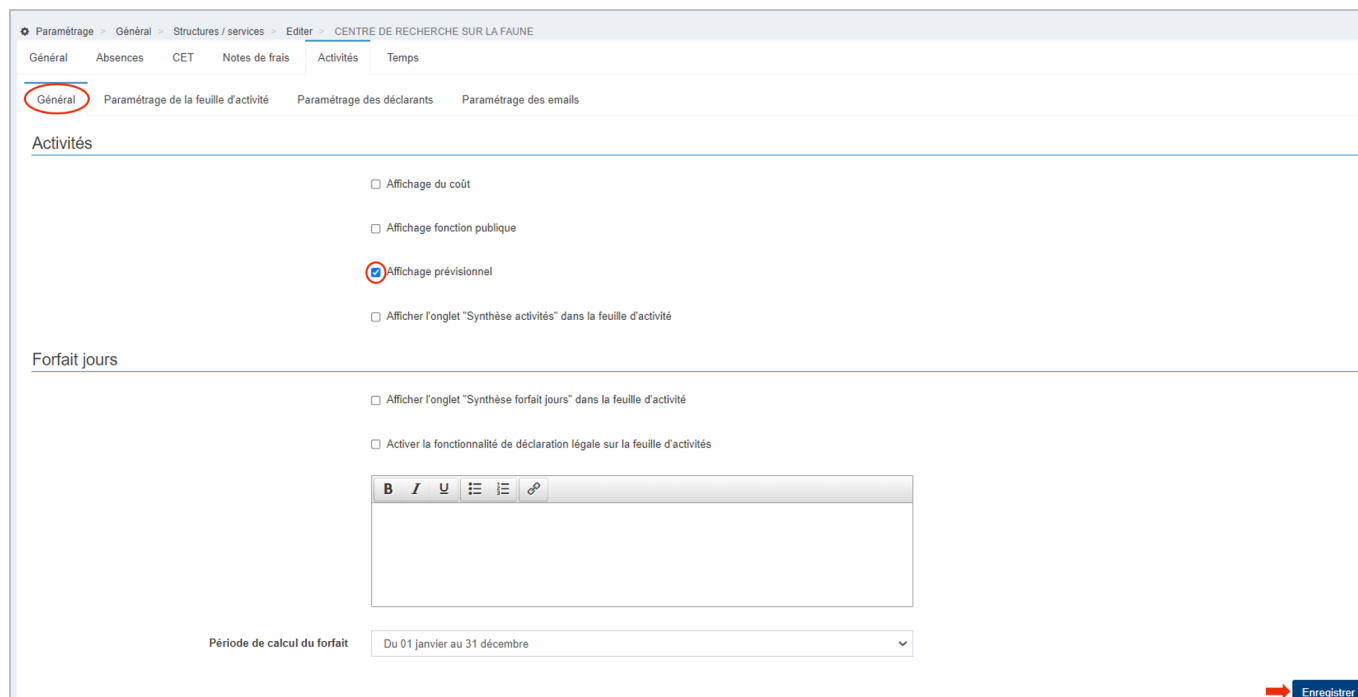 Paramétrage > Général > Structures / services > Editer > CENTRE DE RECHERCHE SUR LA FAUNE
Général Absences CET Notes de frais Activités Temps
Général Paramétrage de la feuille d'activité Paramétrage des déclarants Paramétrage des emails
Activités
Affichage du coût
Affichage fonction publique
Affichage prévisionnel
Afficher l'onglet "Synthèse activités" dans la feuille d'activité
Forfait jours
Afficher l'onglet "Synthèse forfait jours" dans la feuille d'activité
Activer la fonctionnalité de déclaration légale sur la feuille d'activités
B I U
Période de calcul du forfait Du 01 janvier au 31 décembre
Enregistrer